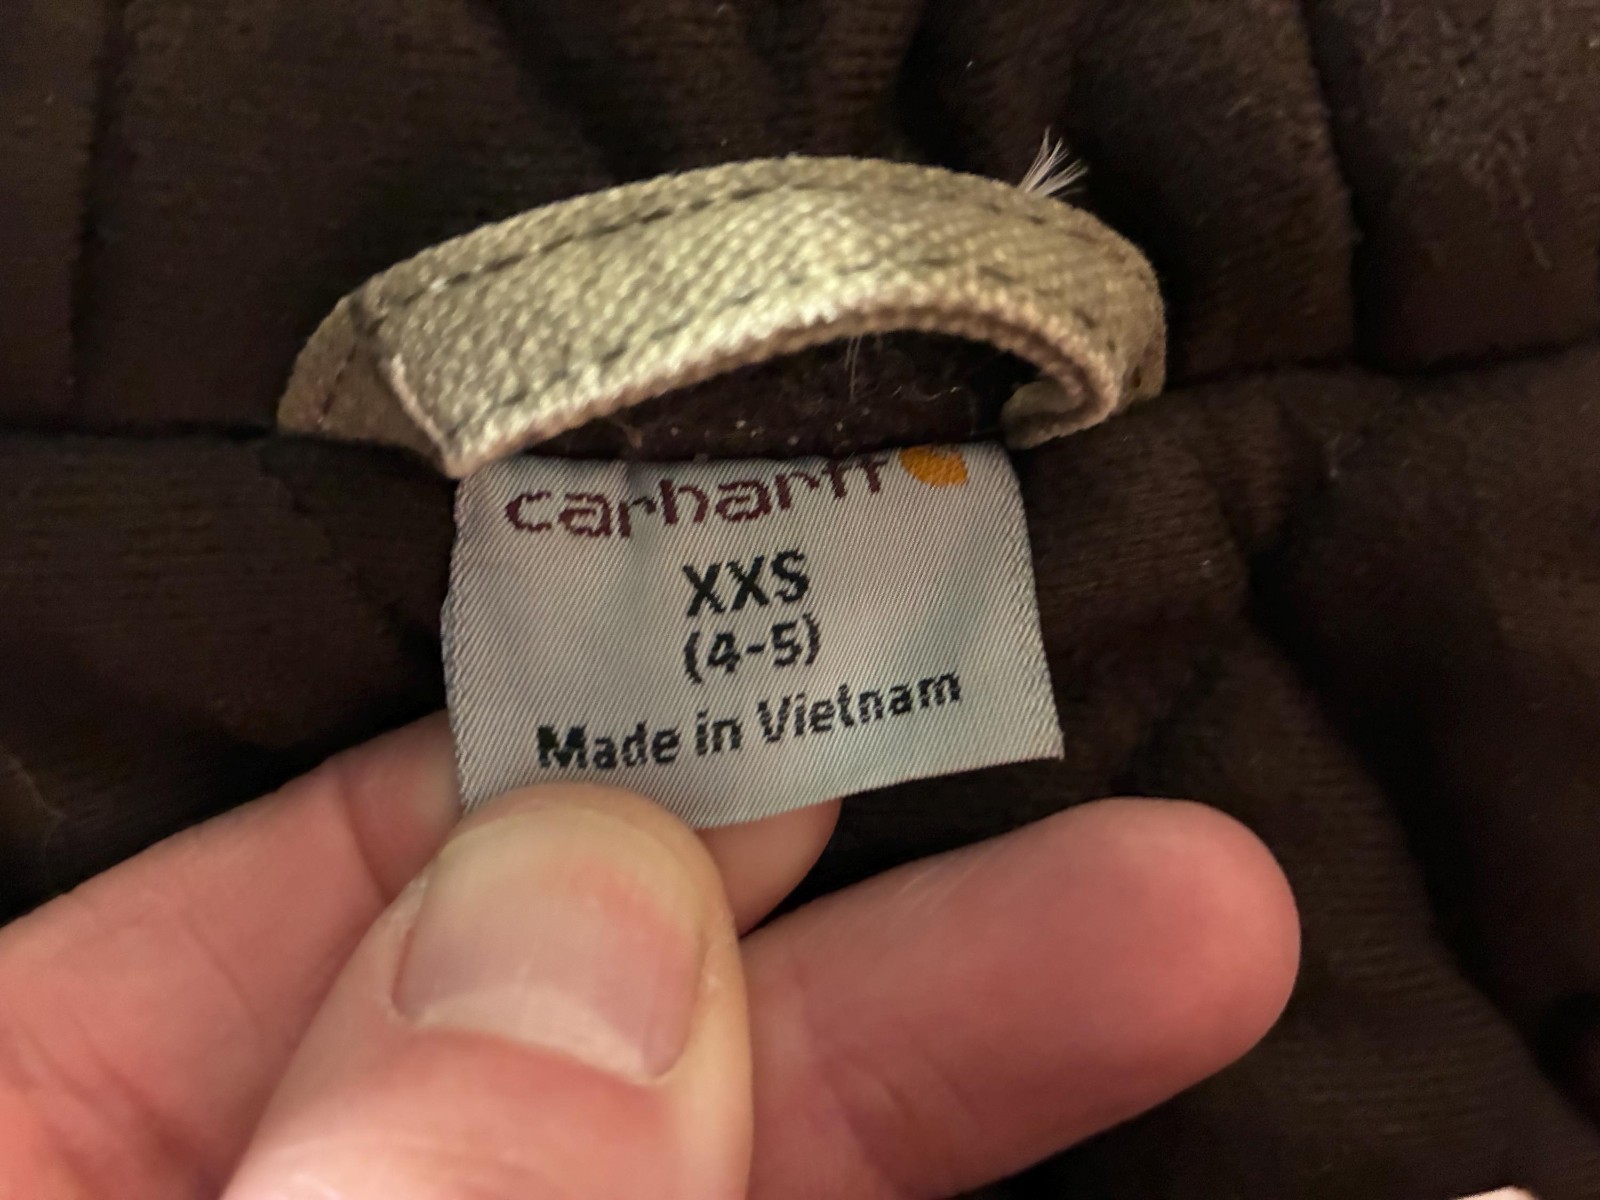 carhartt
XXS
(4-5)
Made in Vietnam